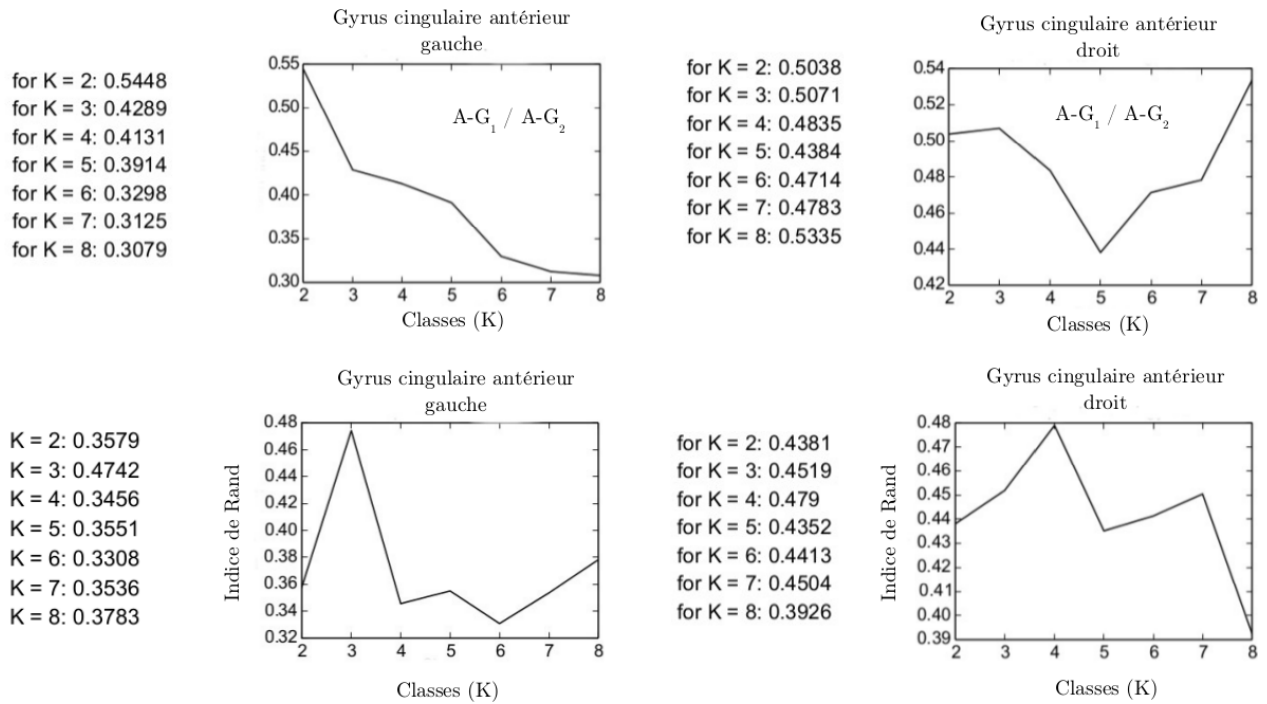 Gyrus cingulaire antérieur
gauche
for K = 2: 0.5448
for K = 3: 0.4289
for K = 4: 0.4131
for K = 5: 0.3914
for K = 6: 0.3298
for K = 7: 0.3125
for K = 8: 0.3079
0.55
0.50
0.45
0.40
0.35
0.30
A-G1 / A-G2
2 3 4 5 6 7 8
Classes (K)
Gyrus cingulaire antérieur
droit
for K = 2: 0.5038
for K = 3: 0.5071
for K = 4: 0.4835
for K = 5: 0.4384
for K = 6: 0.4714
for K = 7: 0.4783
for K = 8: 0.5335
0.54
0.52
0.50
0.48
0.46
0.44
0.42
A-G1 / A-G2
2 3 4 5 6 7 8
Classes (K)
Gyrus cingulaire antérieur
gauche
K = 2: 0.3579
K = 3: 0.4742
K = 4: 0.3456
K = 5: 0.3551
K = 6: 0.3308
K = 7: 0.3536
K = 8: 0.3783
Indice de Rand
0.48
0.46
0.44
0.42
0.40
0.38
0.36
0.34
0.32
2 3 4 5 6 7 8
Classes (K)
Gyrus cingulaire antérieur
droit
for K = 2: 0.4381
for K = 3: 0.4519
for K = 4: 0.479
for K = 5: 0.4352
for K = 6: 0.4413
for K = 7: 0.4504
for K = 8: 0.3926
Indice de Rand
0.48
0.47
0.46
0.45
0.44
0.43
0.42
0.41
0.40
0.39
2 3 4 5 6 7 8
Classes (K)